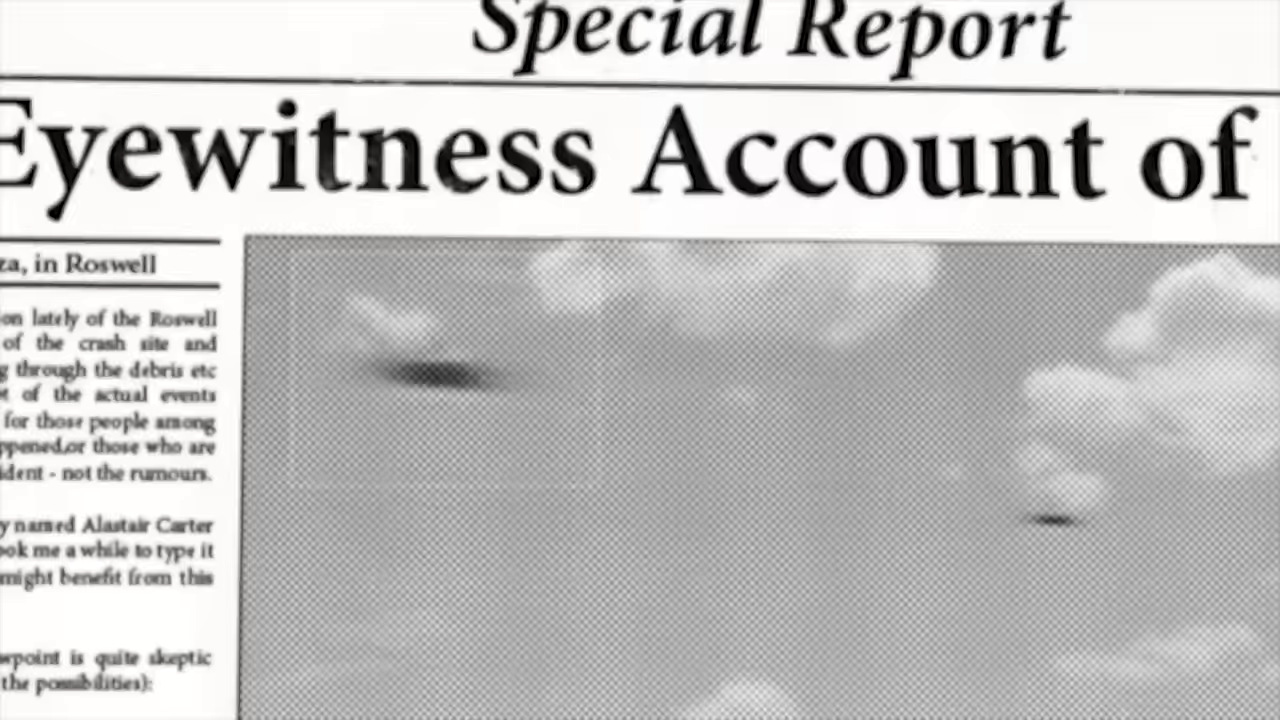 Special Report
Eyewitness Account of
za, in Roswell
on lately of the Roswell
of the crash site and
g through the debris etc
t of the actual events
for those people among
ppened,or those who are
ident - not the rumours.
y named Alastair Carter
ook me a while to type it
might benefit from this
wpoint is quite skeptic
the possibilities):